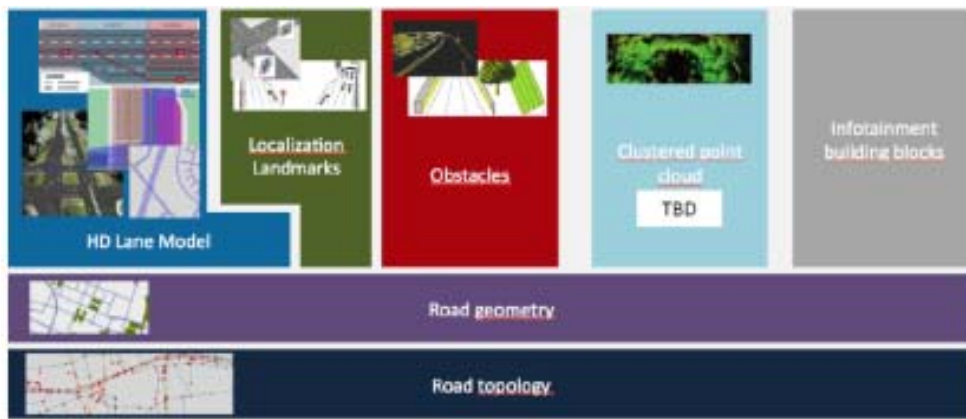 Localization
Landmarks
Obstacles
Clustered point
cloud
TBD
Infotainment
building blocks
HD Lane Model
Road geometry
Road topology